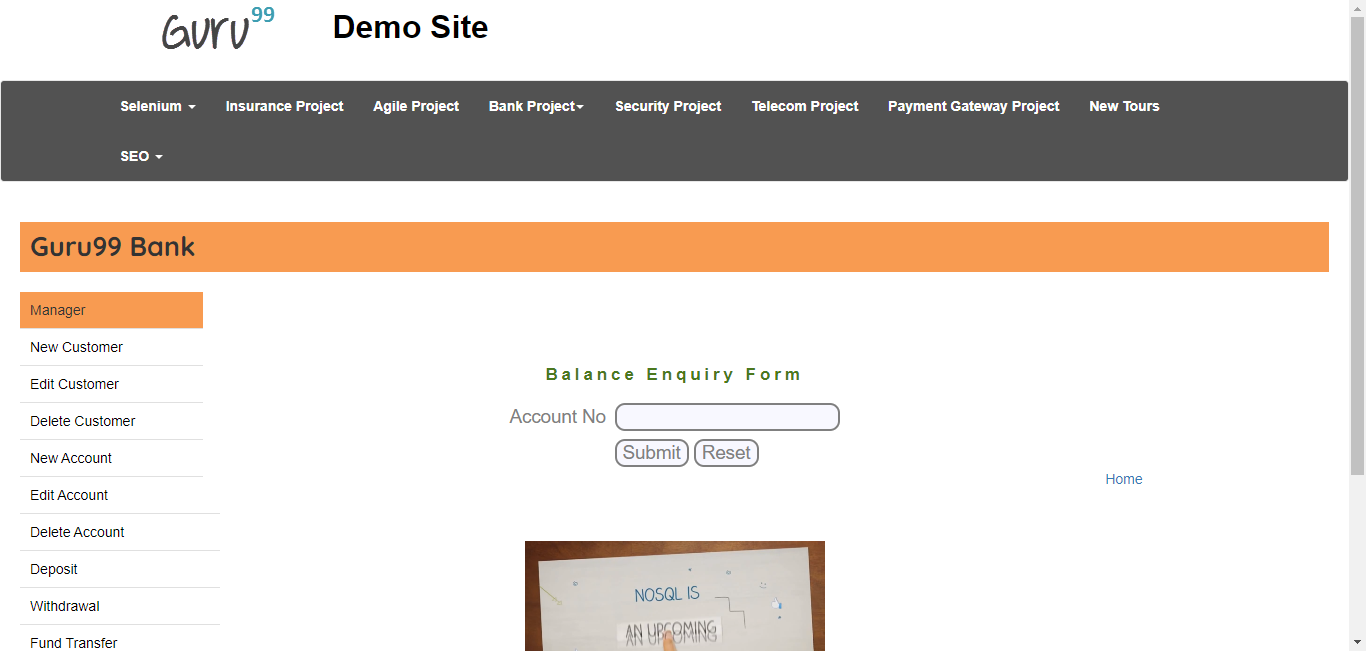 Guru99
Demo Site
Selenium Insurance Project Agile Project Bank Project Security Project Telecom Project Payment Gateway Project New Tours
SEO
Guru99 Bank
Manager
New Customer
Edit Customer
Delete Customer
New Account
Edit Account
Delete Account
Deposit
Withdrawal
Fund Transfer
Balance Enquiry Form
Account No
Submit Reset
Home
NOSQL IS
AN UPCOMING